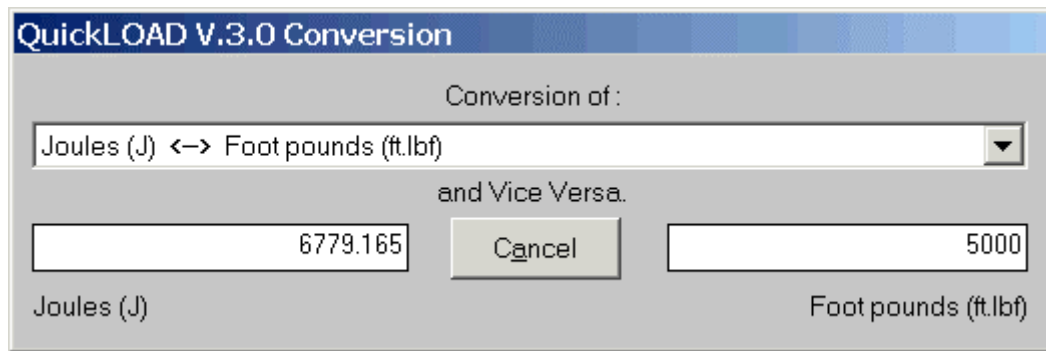 QuickLOAD V.3.0 Conversion
Conversion of :
Joules (J) <--> Foot pounds (ft.lbf)
and Vice Versa.
6779.165 Cancel 5000
Joules (J) Foot pounds (ft.lbf)